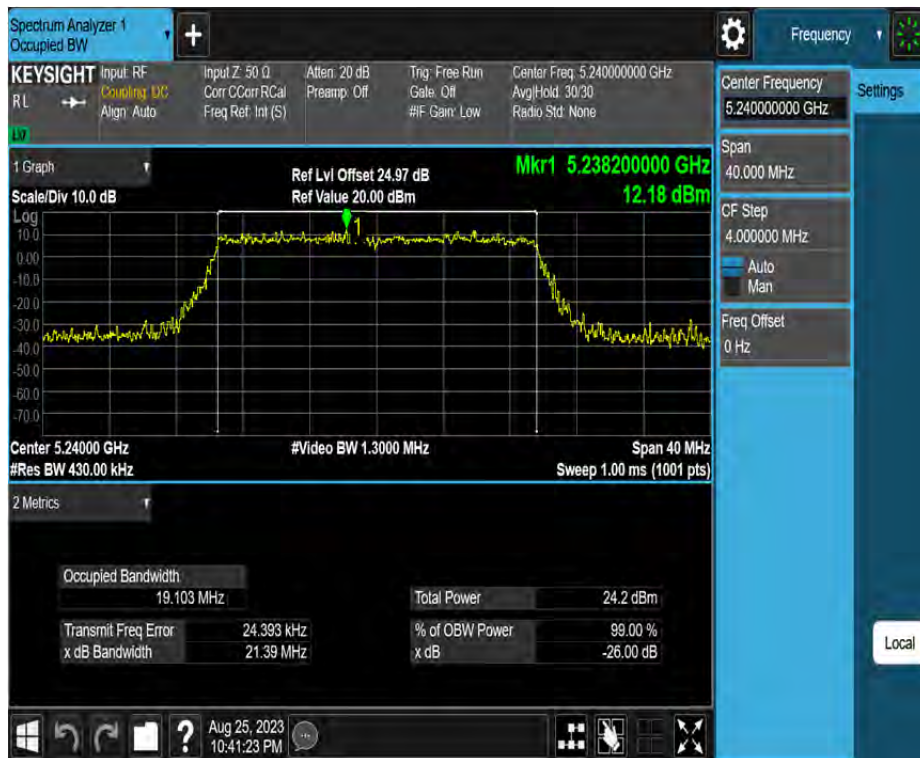 Spectrum Analyzer 1
Occupied BW
+
Frequency
KEYSIGHT
RL
Input: RF
Coupling: DC
Align: Auto
Input Z: 50 Ω
Corr CCorr RCal
Freq Ref: Int (S)
Atten: 20 dB
Preamp: Off
Trig: Free Run
Gate: Off
#IF Gain: Low
Center Freq: 5.240000000 GHz
Avg|Hold: 30/30
Radio Std: None
Center Frequency
5.240000000 GHz
Settings
Span
40.000 MHz
CF Step
4.000000 MHz
Auto
Man
Freq Offset
0 Hz
1 Graph
Scale/Div 10.0 dB
Ref Lvl Offset 24.97 dB
Ref Value 20.00 dBm
Mkr1 5.238200000 GHz
12.18 dBm
Log
1
10.0
0.00
-10.0
-20.0
-30.0
-40.0
-50.0
-60.0
-70.0
Center 5.24000 GHz
#Video BW 1.3000 MHz
Span 40 MHz
#Res BW 430.00 kHz
Sweep 1.00 ms (1001 pts)
2 Metrics
Occupied Bandwidth
19.103 MHz
Total Power 24.2 dBm
Transmit Freq Error 24.393 kHz
% of OBW Power 99.00 %
x dB Bandwidth 21.39 MHz
x dB -26.00 dB
Local
?
Aug 25, 2023
10:41:23 PM